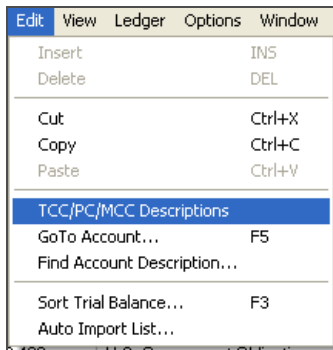 Edit View Ledger Options Window
Insert INS
Delete DEL
Cut Ctrl+X
Copy Ctrl+C
Paste Ctrl+V
TCC/PC/MCC Descriptions
GoTo Account... F5
Find Account Description...
Sort Trial Balance... F3
Auto Import List...